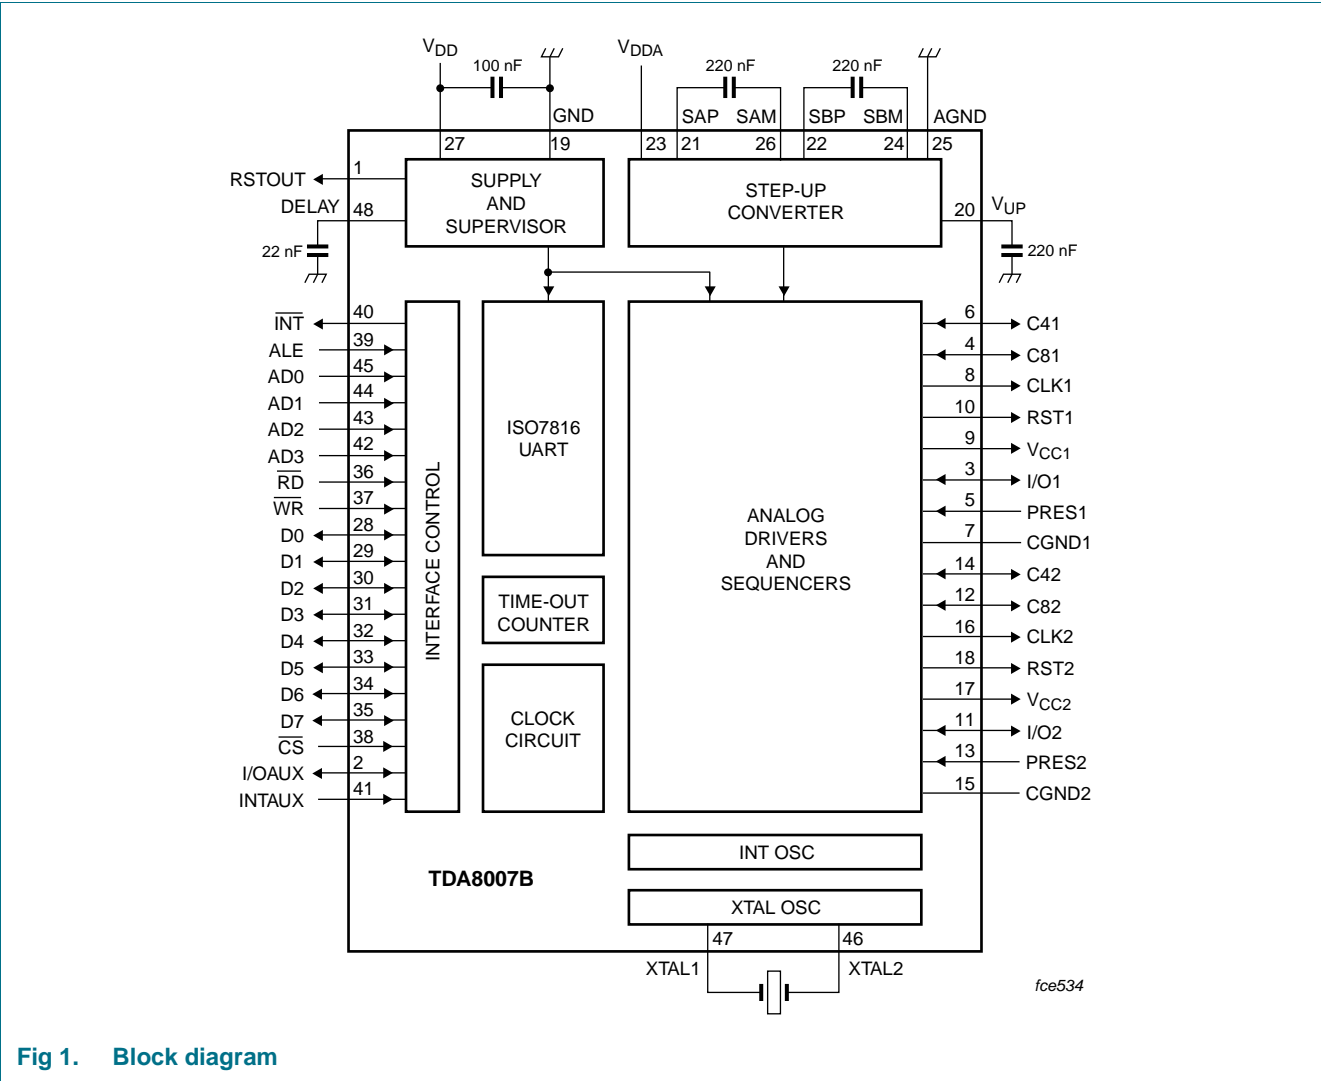 VDD
100 nF
VDDA
220 nF
220 nF
GND
SAP
SAM
SBP
SBM
AGND
27
19
23
21
26
22
24
25
RSTOUT
1
SUPPLY
AND
SUPERVISOR
STEP-UP
CONVERTER
DELAY
48
20
VUP
22 nF
220 nF
INT
40
ALE
39
AD0
45
AD1
44
AD2
43
AD3
42
RD
36
WR
37
D0
28
D1
29
D2
30
D3
31
D4
32
D5
33
D6
34
D7
35
CS
38
I/OAUX
2
INTAUX
41
INTERFACE CONTROL
ISO7816
UART
TIME-OUT
COUNTER
CLOCK
CIRCUIT
ANALOG
DRIVERS
AND
SEQUENCERS
6
C41
4
C81
8
CLK1
10
RST1
9
VCC1
3
I/O1
5
PRES1
7
CGND1
14
C42
12
C82
16
CLK2
18
RST2
17
VCC2
11
I/O2
13
PRES2
15
CGND2
INT OSC
TDA8007B
XTAL OSC
47
46
XTAL1
XTAL2
fce534
Fig 1. Block diagram